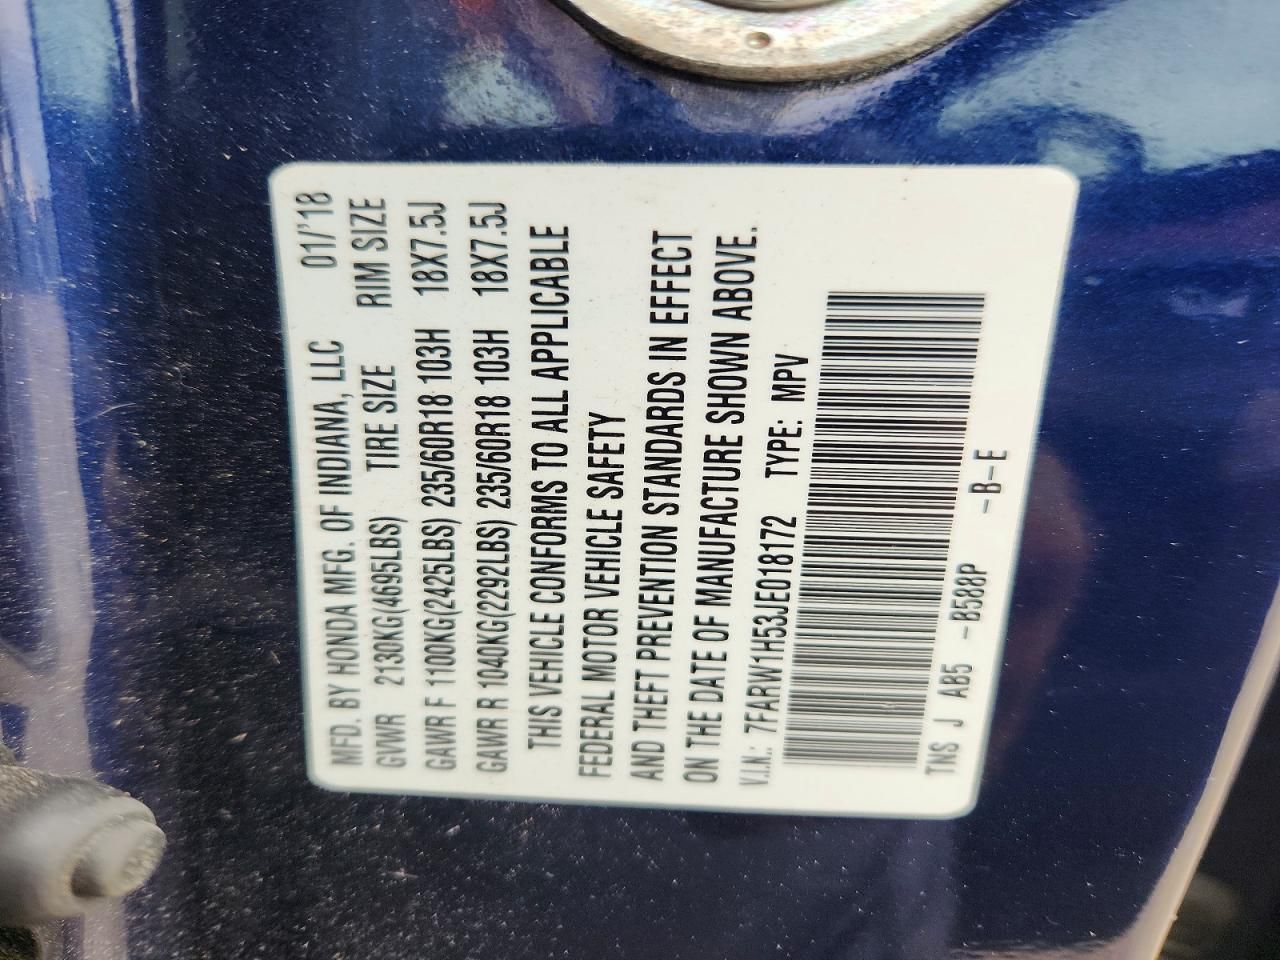 MFD. BY HONDA MFG. OF INDIANA, LLC 01/'18
GVWR 2130KG(4695LBS) TIRE SIZE RIM SIZE
GAWR F 1100KG(2425LBS) 235/60R18 103H 18X7.5J
GAWR R 1040KG(2292LBS) 235/60R18 103H 18X7.5J
THIS VEHICLE CONFORMS TO ALL APPLICABLE
FEDERAL MOTOR VEHICLE SAFETY
AND THEFT PREVENTION STANDARDS IN EFFECT
ON THE DATE OF MANUFACTURE SHOWN ABOVE.
V.I.N.: 7FARW1H53JE018172 TYPE: MPV
TNS J AB5 -B588P -B-E